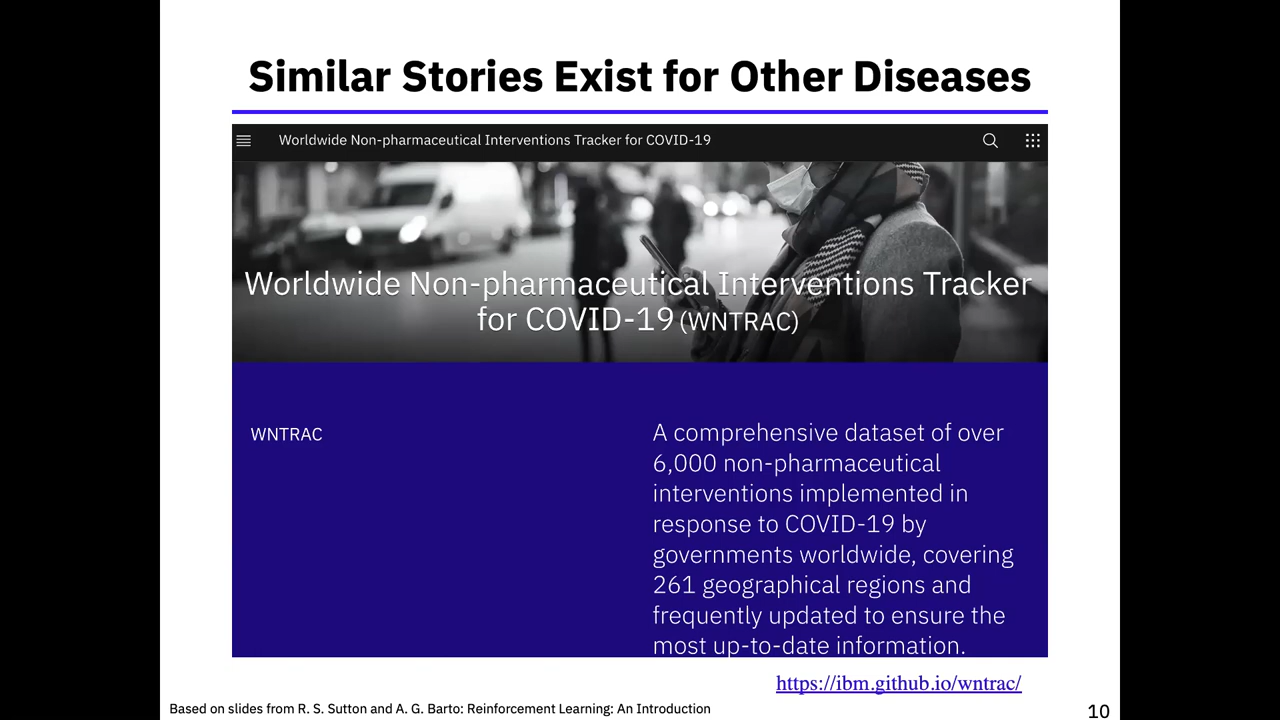 Similar Stories Exist for Other Diseases
Worldwide Non-pharmaceutical Interventions Tracker for COVID-19
Worldwide Non-pharmaceutical Interventions Tracker
for COVID-19 (WNTRAC)
WNTRAC
A comprehensive dataset of over
6,000 non-pharmaceutical
interventions implemented in
response to COVID-19 by
governments worldwide, covering
261 geographical regions and
frequently updated to ensure the
most up-to-date information.
https://ibm.github.io/wntrac/
Based on slides from R. S. Sutton and A. G. Barto: Reinforcement Learning: An Introduction
10